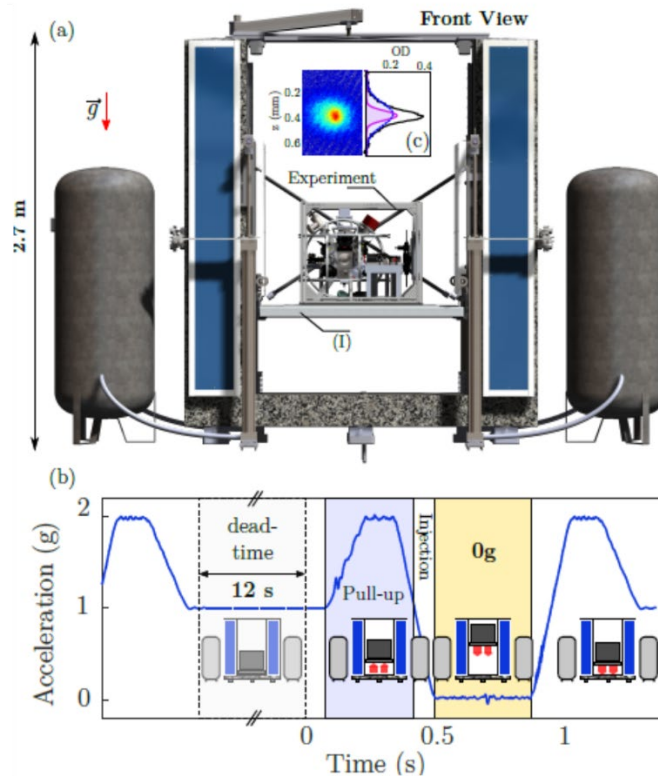 (a)
Front View
OD
0.2 0.4
g
0.2
0.4
0.6
z (mm)
(c)
Experiment
2.7 m
(I)
(b)
Acceleration (g)
2
1
0
dead-
time
12 s
Pull-up
Injection
0g
0 0.5 1
Time (s)